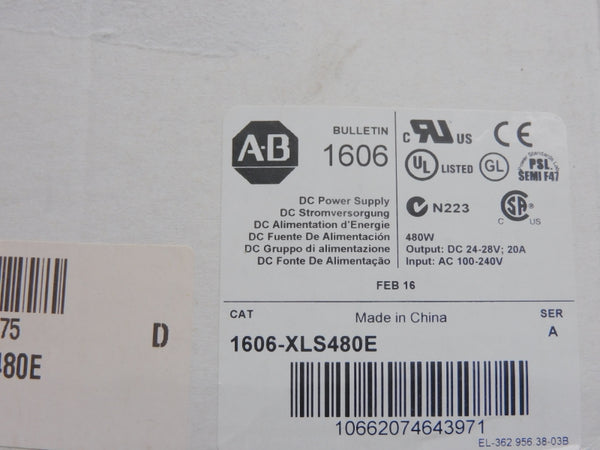 A-B
BULLETIN
1606
DC Power Supply
DC Stromversorgung
DC Alimentation d'Energie
DC Fuente De Alimentación
DC Gruppo di alimentazione
DC Fonte De Alimentação
C UR US CE
UL LISTED GL PSL SEMI F47
N223 SA® C US
480W
Output: DC 24-28V; 20A
Input: AC 100-240V
FEB 16
CAT Made in China SER
1606-XLS480E A
10662074643971
EL-362.956.38-03B
75 D
480E